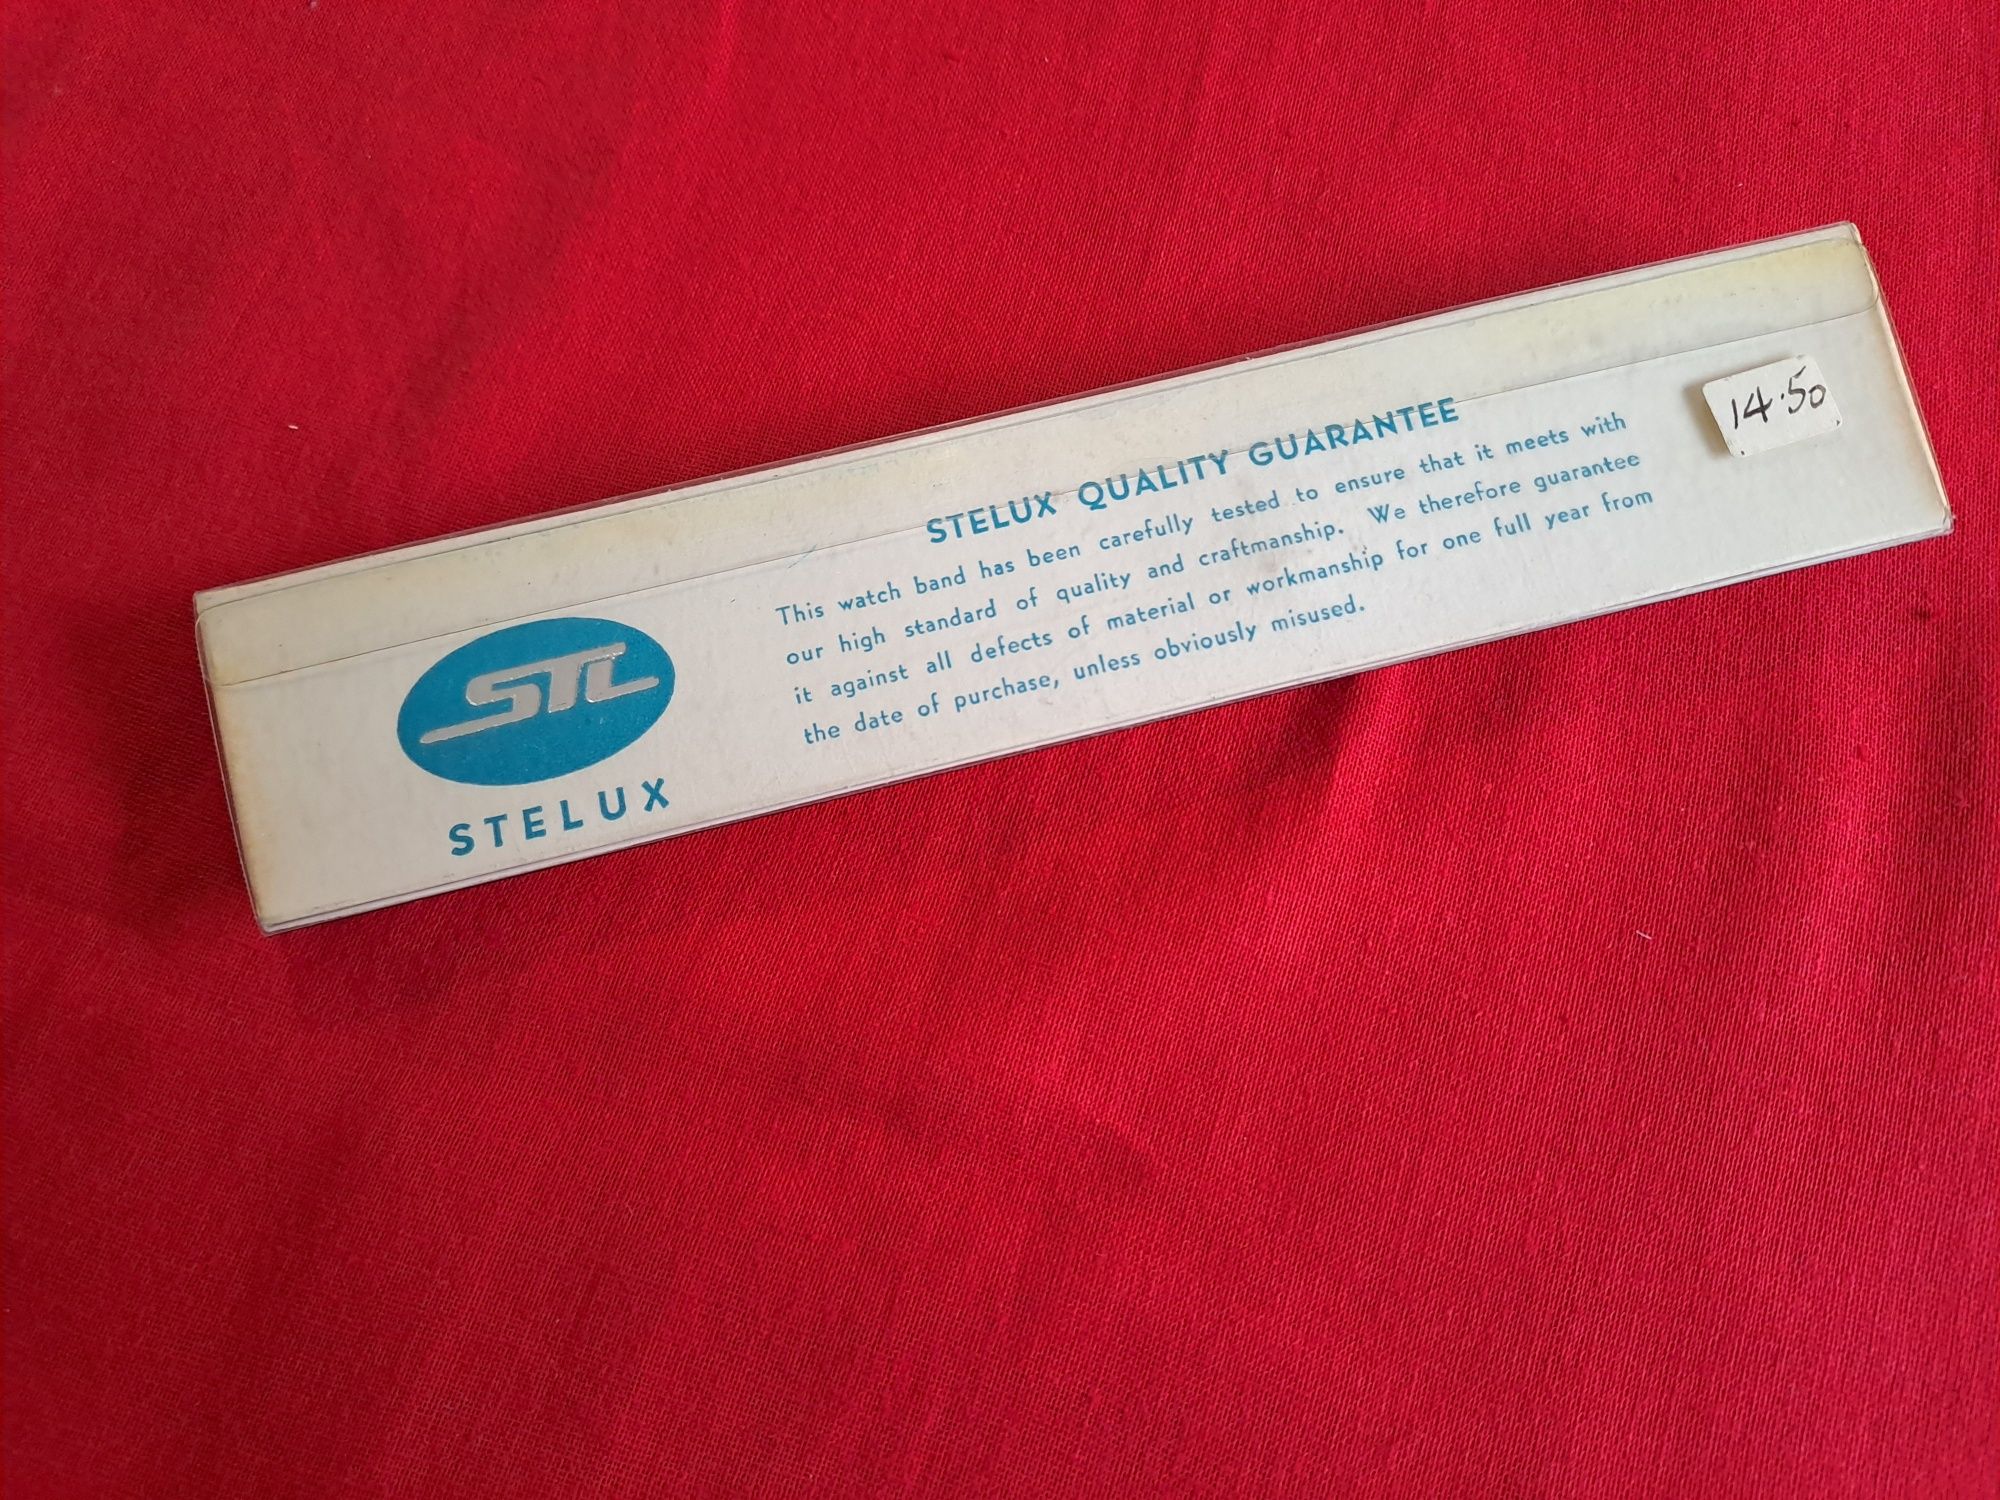 STELUX QUALITY GUARANTEE
This watch band has been carefully tested to ensure that it meets with
our high standard of quality and craftmanship. We therefore guarantee
it against all defects of material or workmanship for one full year from
the date of purchase, unless obviously misused.
14.50
STL
STELUX